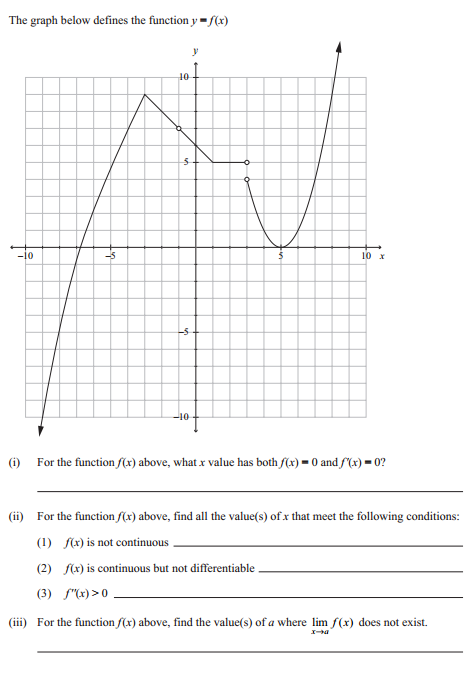 The graph below defines the function y = f(x)
y
10
5
-10
-5
5
10 x
-5
-10
(i) For the function f(x) above, what x value has both f(x) = 0 and f'(x) = 0?
(ii) For the function f(x) above, find all the value(s) of x that meet the following conditions:
(1) f(x) is not continuous
(2) f(x) is continuous but not differentiable
(3) f''(x) > 0
(iii) For the function f(x) above, find the value(s) of a where lim f(x) does not exist.
x→a